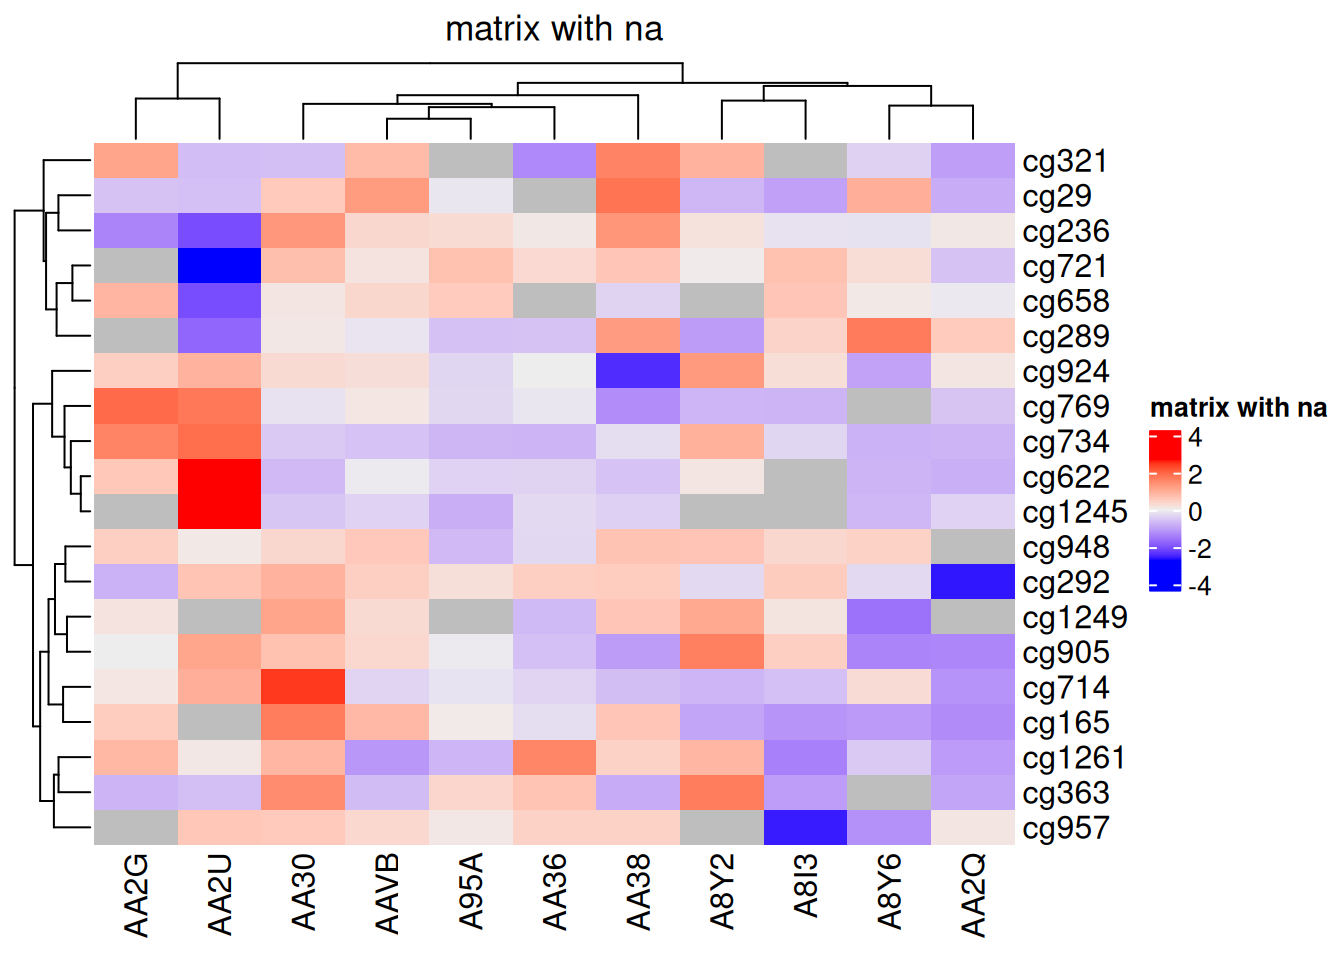 matrix with na
cg321
cg29
cg236
cg721
cg658
cg289
cg924
cg769
cg734
cg622
cg1245
cg948
cg292
cg1249
cg905
cg714
cg165
cg1261
cg363
cg957
AA2G
AA2U
AA30
AAVB
A95A
AA36
AA38
A8Y2
A8I3
A8Y6
AA2Q
matrix with na
4
2
0
-2
-4